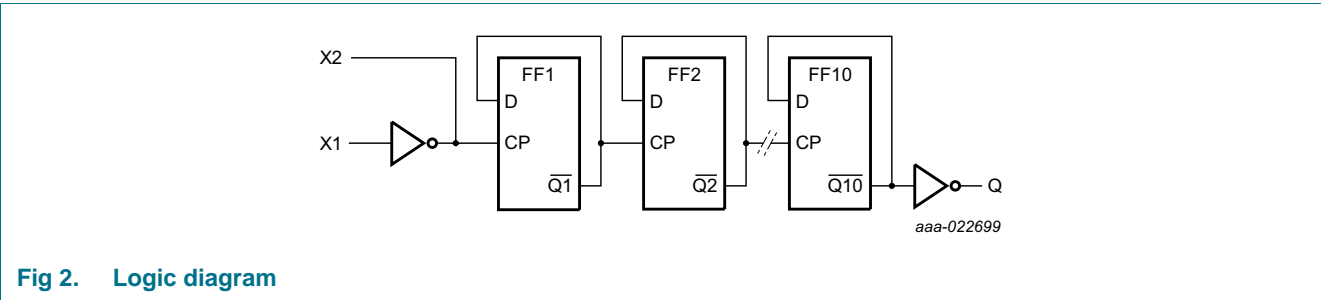 X2
X1
FF1
D
CP
Q1
FF2
D
CP
Q2
FF10
D
CP
Q10
Q
aaa-022699
Fig 2. Logic diagram